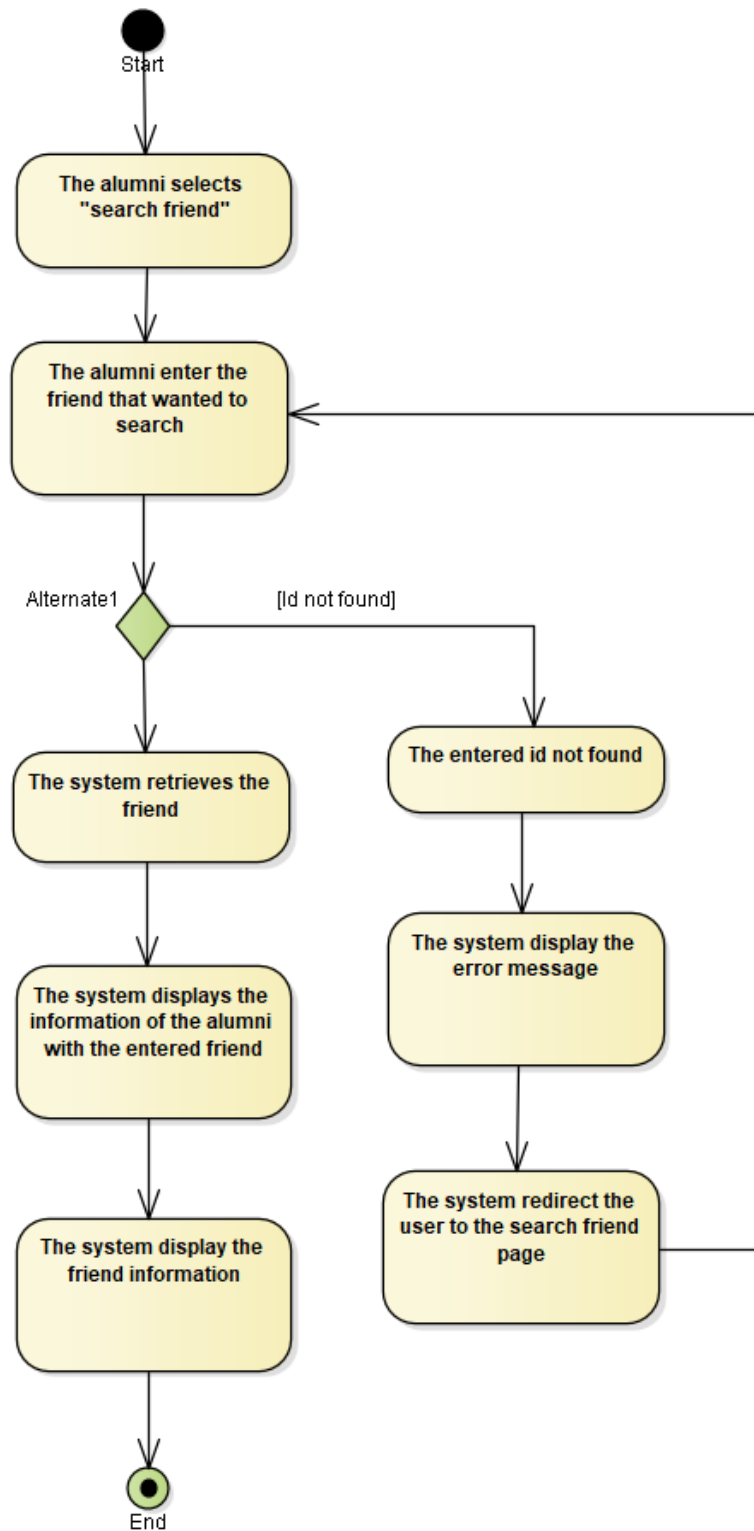 Start
The alumni selects
"search friend"
The alumni enter the
friend that wanted to
search
Alternate1
[Id not found]
The system retrieves the
friend
The system displays the
information of the alumni
with the entered friend
The system display the
friend information
End
The entered id not found
The system display the
error message
The system redirect the
user to the search friend
page